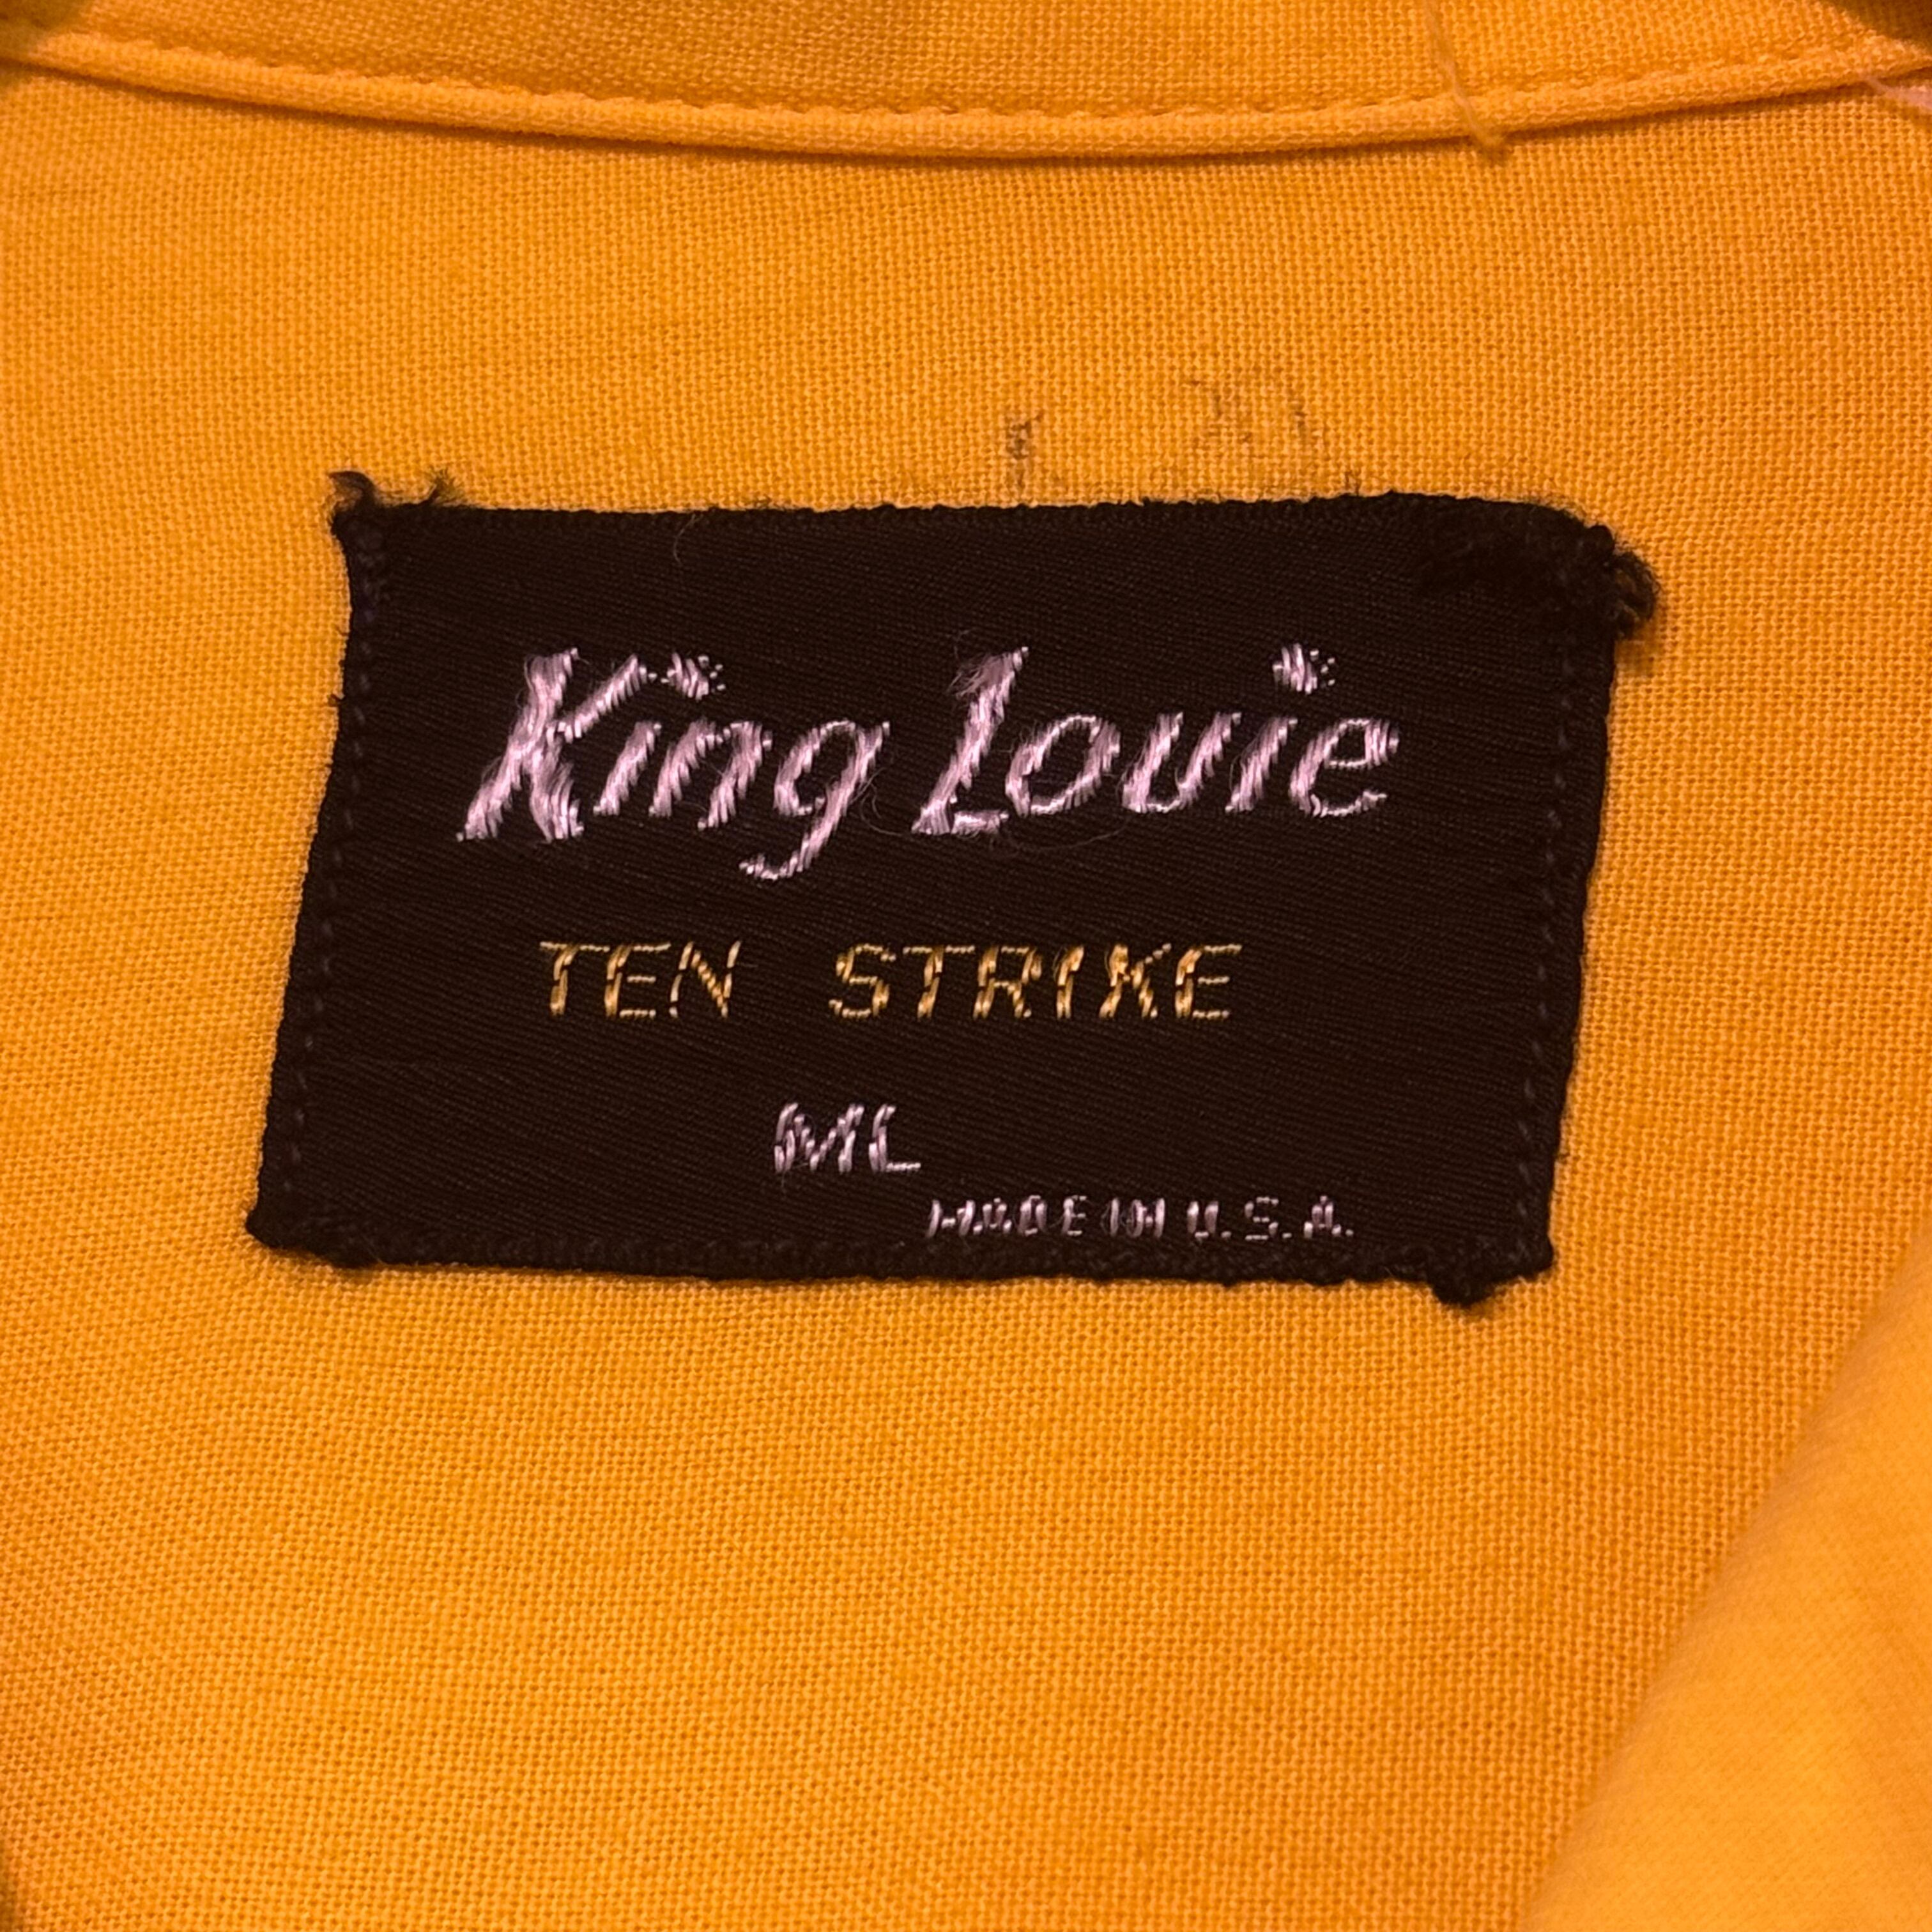 King Louie
TEN STRIKE
ML
MADE IN U.S.A.